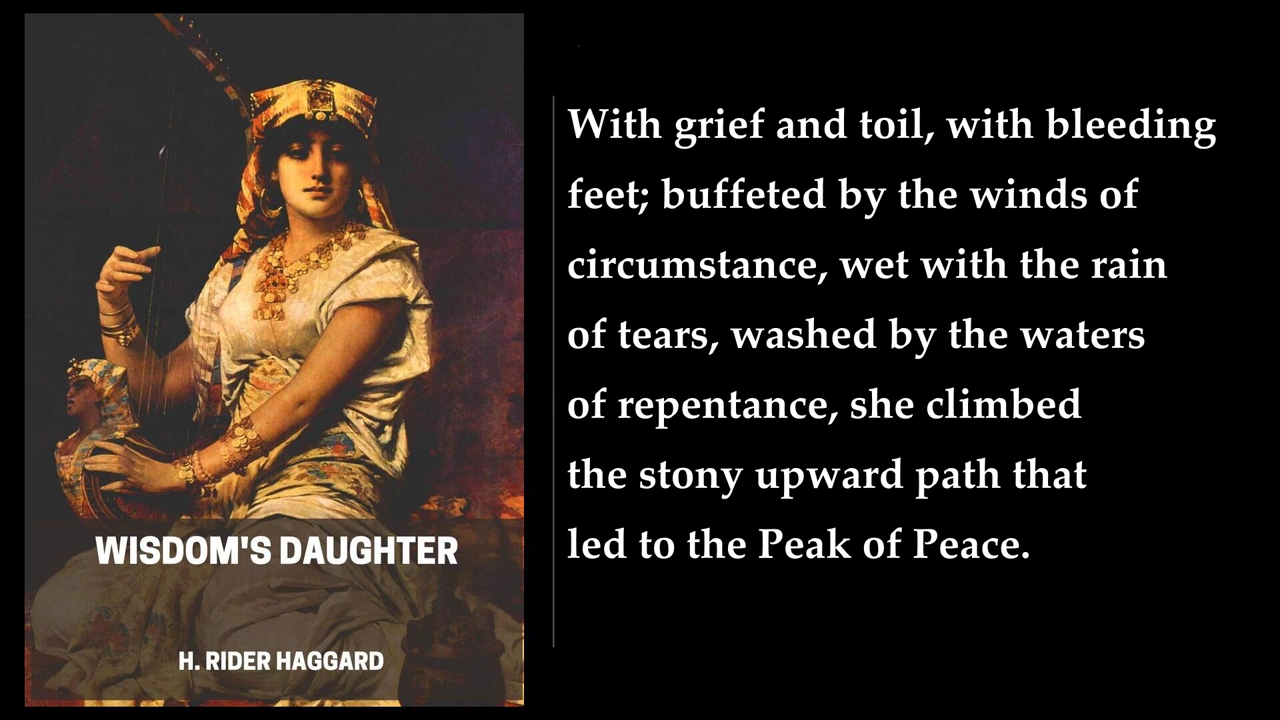 WISDOM'S DAUGHTER
H. RIDER HAGGARD
With grief and toil, with bleeding
feet; buffeted by the winds of
circumstance, wet with the rain
of tears, washed by the waters
of repentance, she climbed
the stony upward path that
led to the Peak of Peace.